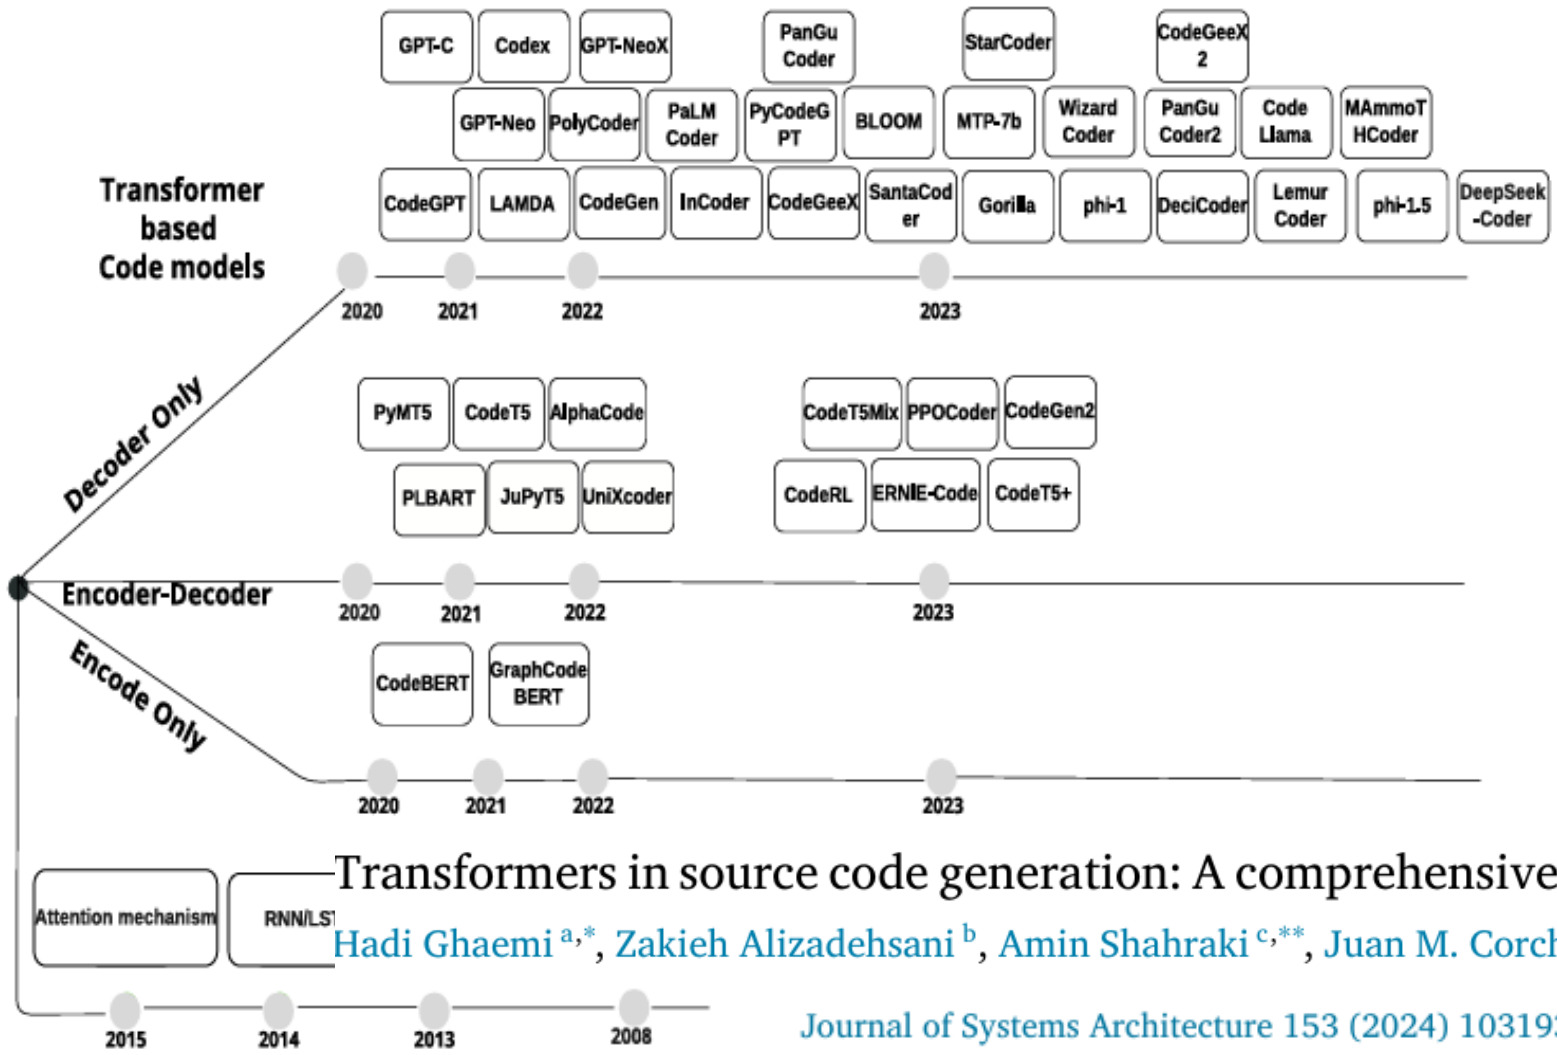 GPT-C
Codex
GPT-NeoX
PanGu
Coder
StarCoder
CodeGeeX
2
GPT-Neo
PolyCoder
PaLM
Coder
PyCodeG
PT
BLOOM
MTP-7b
Wizard
Coder
PanGu
Coder2
Code
Llama
MAmmoT
HCoder
Transformer
based
Code models
CodeGPT
LAMDA
CodeGen
InCoder
CodeGeeX
SantaCod
er
Gorilla
phi-1
DeciCoder
Lemur
Coder
phi-1.5
DeepSeek
-Coder
2020
2021
2022
2023
Decoder Only
PyMT5
CodeT5
AlphaCode
CodeT5Mix
PPOCoder
CodeGen2
PLBART
JuPyT5
UniXcoder
CodeRL
ERNIE-Code
CodeT5+
Encoder-Decoder
2020
2021
2022
2023
Encode Only
CodeBERT
GraphCode
BERT
2020
2021
2022
2023
Attention mechanism
RNN/LST
Transformers in source code generation: A comprehensive
Hadi Ghaemi a,*, Zakieh Alizadehsani b, Amin Shahraki c,**, Juan M. Corch
2015
2014
2013
2008
Journal of Systems Architecture 153 (2024) 103193